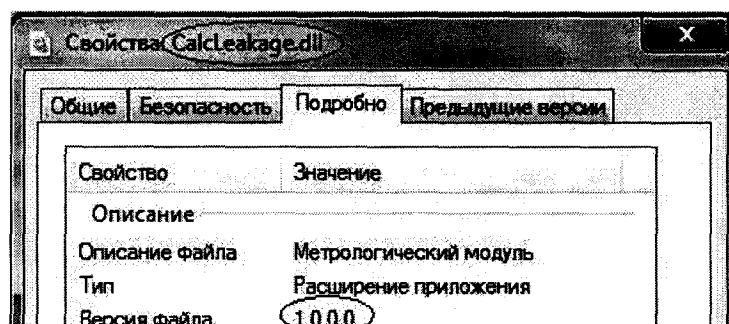 Свойства: CalcLeakage.dll
X
Общие Безопасность Подробно Предыдущие версии
Свойство Значение
Описание
Описание файла Метрологический модуль
Тип Расширение приложения
Версия файла 1.0.0.0